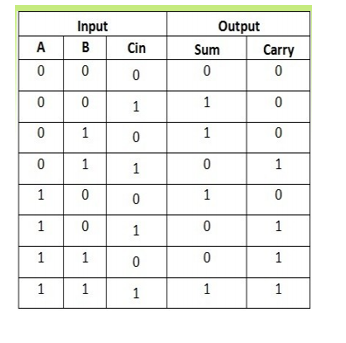 Input Output
A B Cin Sum Carry
0 0 0 0 0
0 0 1 1 0
0 1 0 1 0
0 1 1 0 1
1 0 0 1 0
1 0 1 0 1
1 1 0 0 1
1 1 1 1 1